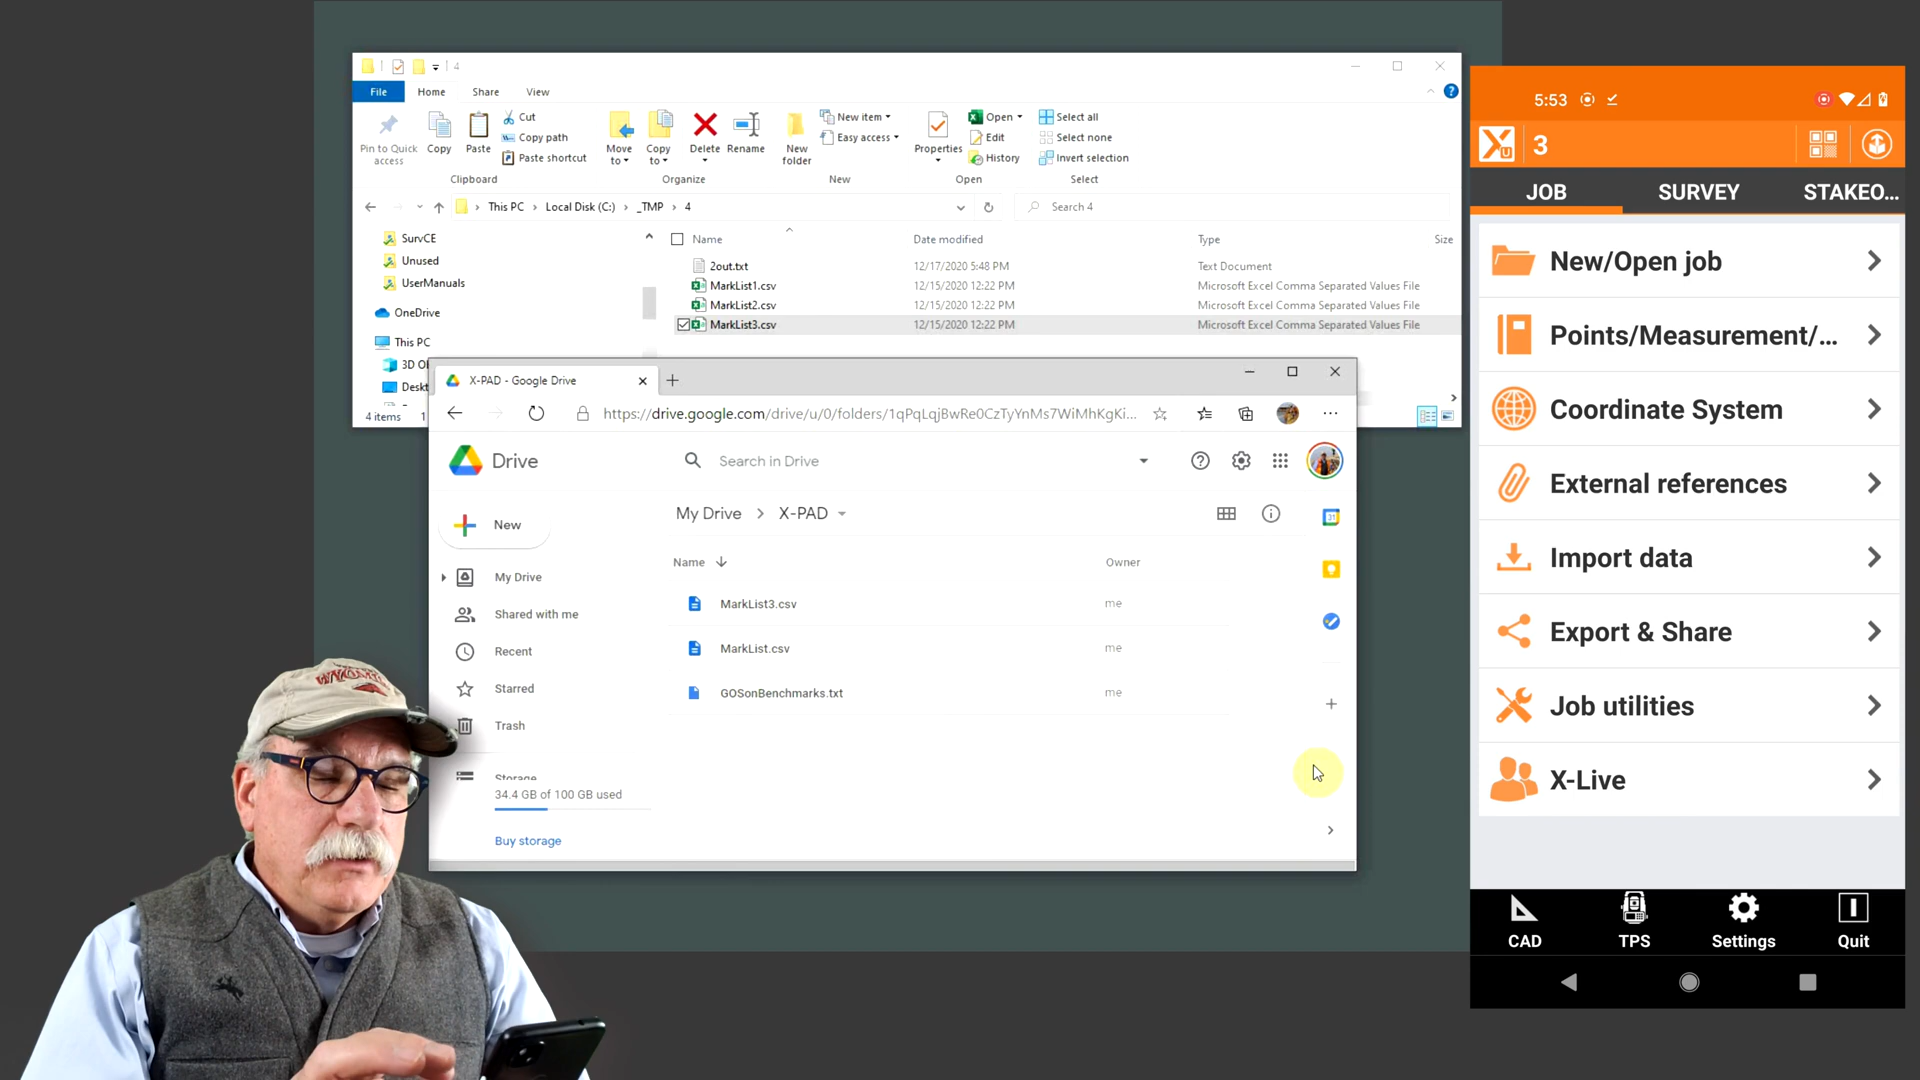 4
File
Home
Share
View
Pin to Quick access
Copy
Paste
Cut
Copy path
Paste shortcut
Move to
Copy to
Delete
Rename
New folder
New item
Easy access
Properties
Open
Edit
History
Select all
Select none
Invert selection
Clipboard
Organize
New
Open
Select
This PC
Local Disk (C:)
_TMP
4
Search 4
SurvCE
Unused
UserManuals
OneDrive
This PC
Name
Date modified
Type
Size
2out.txt
12/17/2020 5:48 PM
Text Document
MarkList1.csv
12/15/2020 12:22 PM
Microsoft Excel Comma Separated Values File
MarkList2.csv
12/15/2020 12:22 PM
Microsoft Excel Comma Separated Values File
MarkList3.csv
12/15/2020 12:22 PM
Microsoft Excel Comma Separated Values File
4 items
X-PAD - Google Drive
https://drive.google.com/drive/u/0/folders/1qPqLqjBwRe0CzTyYnMs7WiMhKgKi...
Drive
Search in Drive
New
My Drive
Shared with me
Recent
Starred
Trash
Storage
34.4 GB of 100 GB used
Buy storage
My Drive
X-PAD
Name
Owner
MarkList3.csv
me
MarkList.csv
me
GOSonBenchmarks.txt
me
31
5:53
3
JOB
SURVEY
STAKEO...
New/Open job
Points/Measurement/...
Coordinate System
External references
Import data
Export & Share
Job utilities
X-Live
CAD
TPS
Settings
Quit